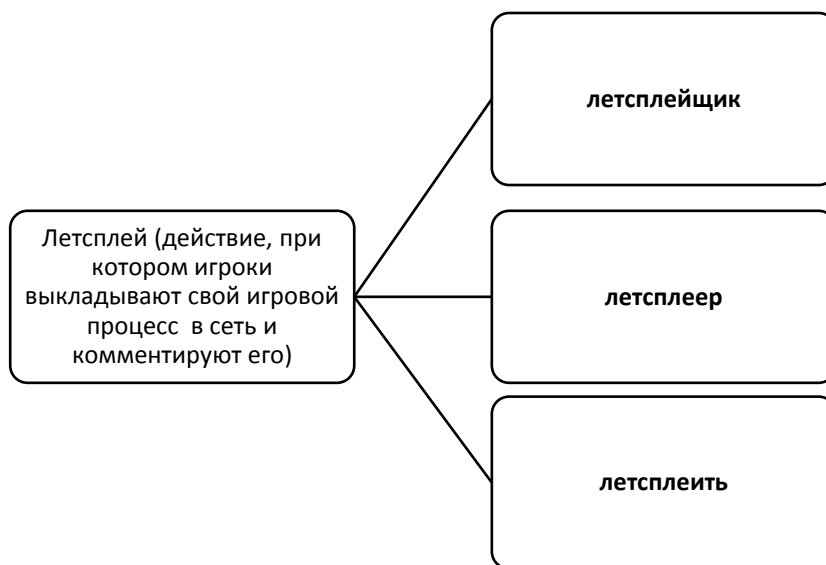 Летсплей (действие, при
котором игроки
выкладывают свой игровой
процесс в сеть и
комментируют его)
летсплейщик
летсплеер
летсплеить